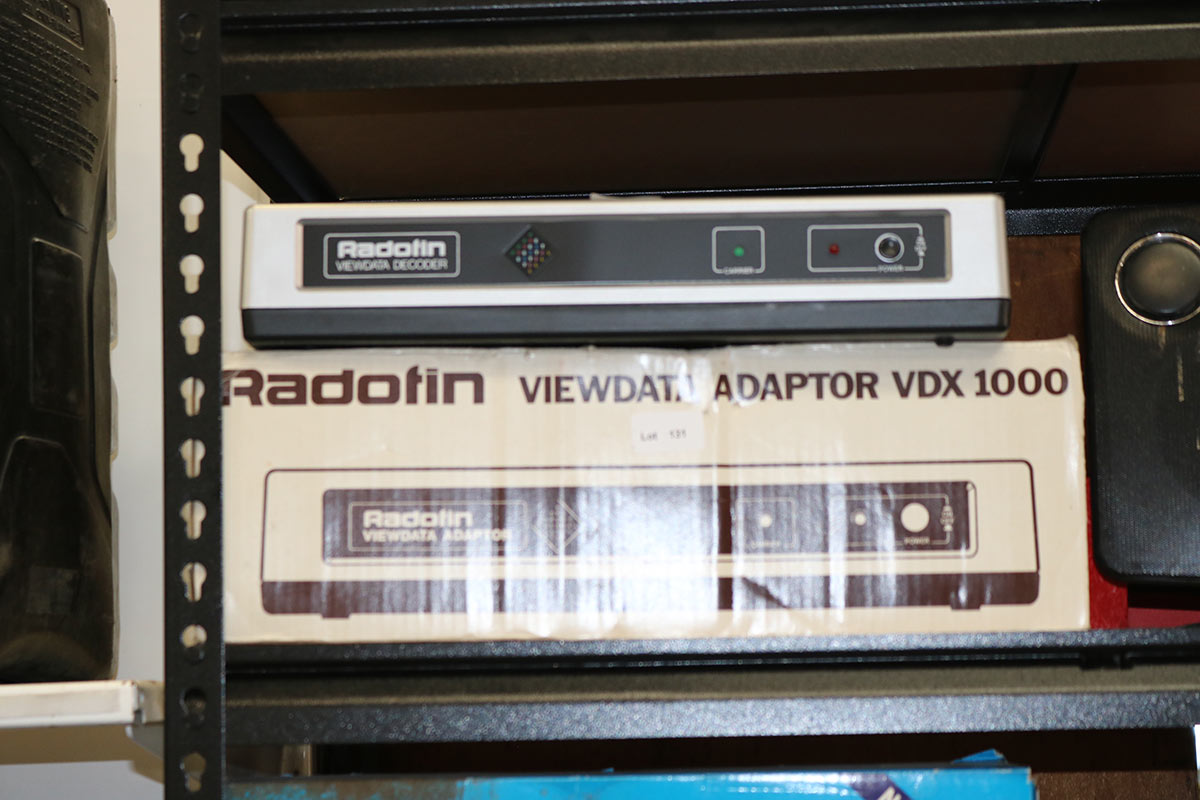 Radofin
VIEWDATA DECODER
CARRIER
POWER
Radofin VIEWDATA ADAPTOR VDX 1000
Lot 131
Radofin
VIEWDATA ADAPTOR
POWER